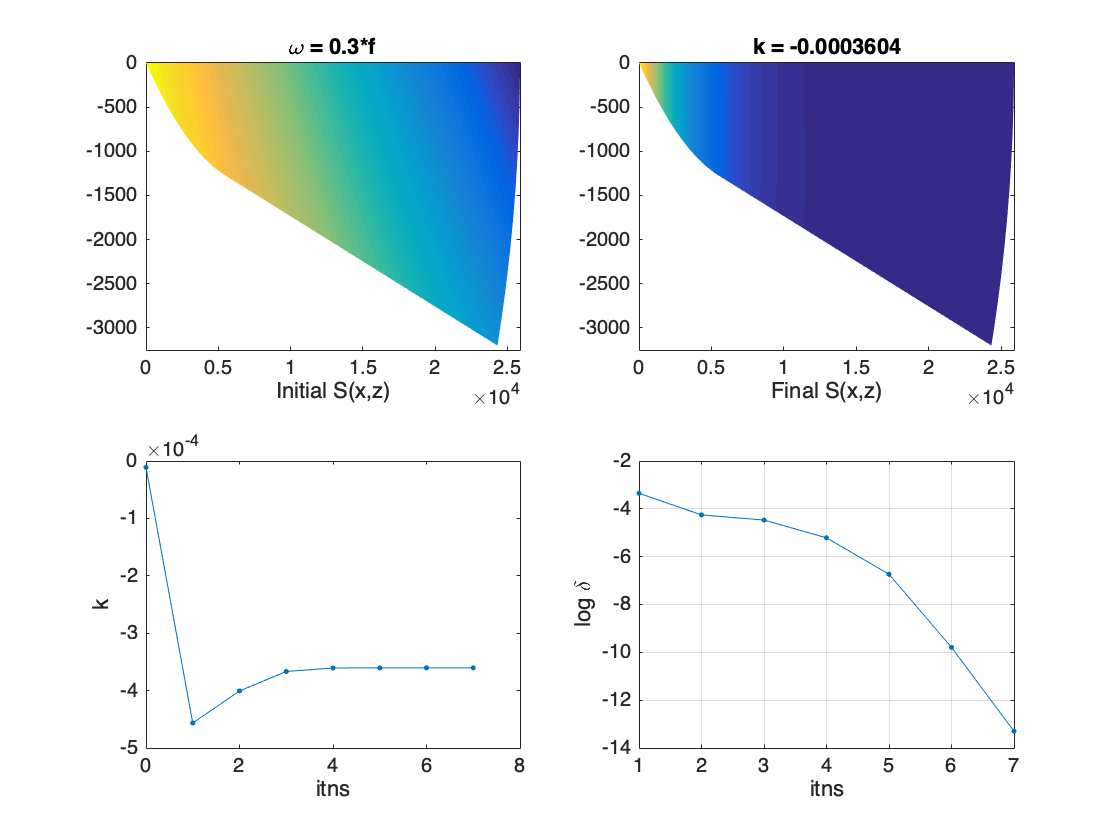 ω = 0.3*f
0
-500
-1000
-1500
-2000
-2500
-3000
0 0.5 1 1.5 2 2.5
Initial S(x,z)
×10^4
k = -0.0003604
0
-500
-1000
-1500
-2000
-2500
-3000
0 0.5 1 1.5 2 2.5
Final S(x,z)
×10^4
×10^-4
0
-1
-2
-3
-4
-5
k
0 2 4 6 8
itns
-2
-4
-6
-8
-10
-12
-14
log δ
1 2 3 4 5 6 7
itns